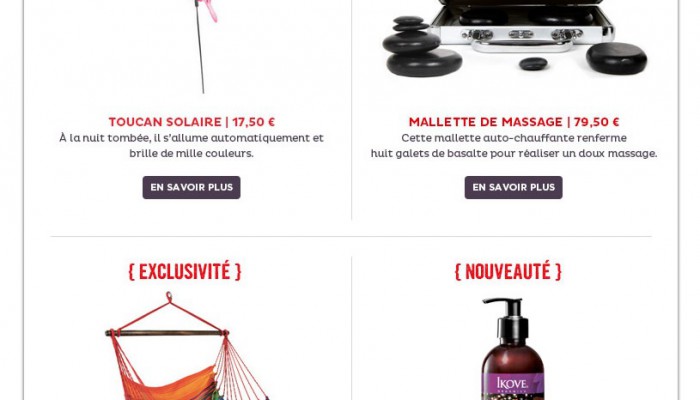 TOUCAN SOLAIRE | 17,50 €
À la nuit tombée, il s'allume automatiquement et
brille de mille couleurs.
EN SAVOIR PLUS
MALLETTE DE MASSAGE | 79,50 €
Cette mallette auto-chauffante renferme
huit galets de basalte pour réaliser un doux massage.
EN SAVOIR PLUS
{ EXCLUSIVITÉ }
{ NOUVEAUTÉ }
IKOVE